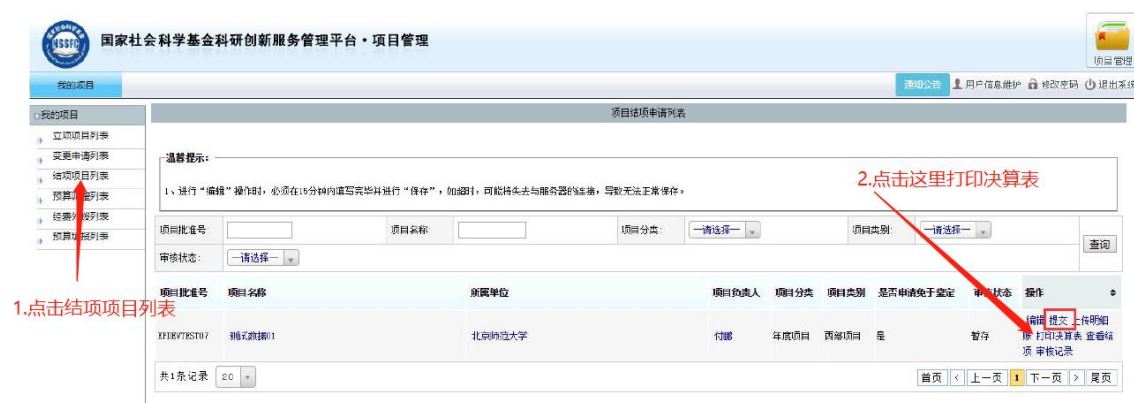 NSSFC
国家社会科学基金科研创新服务管理平台・项目管理
项目管理
我的项目
通知公告 用户信息维护 修改密码 退出系统
我的项目
项目结项申请列表
立项项目列表
变更申请列表
结项项目列表
经费外拨列表
温馨提示：
1、进行“编辑”操作时，必须在15分钟内填写完毕并进行“保存”，如超时，可能将失去与服务器的连接，导致无法正常保存。
2.点击这里打印决算表
项目批准号: 项目名称: 项目分类: 一请选择一 项目类别: 一请选择一
审核状态: 一请选择一
查询
1.点击结项项目列表
项目批准号 项目名称 所属单位 项目负责人 项目分类 项目类别 是否申请免于鉴定 审核状态 操作
测试数据01 北京师范大学 付鹏 年度项目 西部项目 是 暂存
编辑 提交 上传明细
打印决算表 查看结
项 审核记录
共1条记录 20
首页 < 上一页 1 下一页 > 尾页